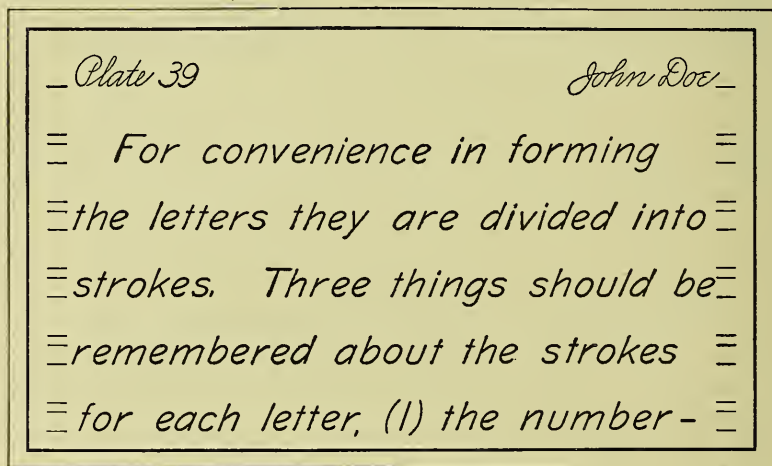 Plate 39 John Doe
For convenience in forming
the letters they are divided into
strokes. Three things should be
remembered about the strokes
for each letter, (1) the number-